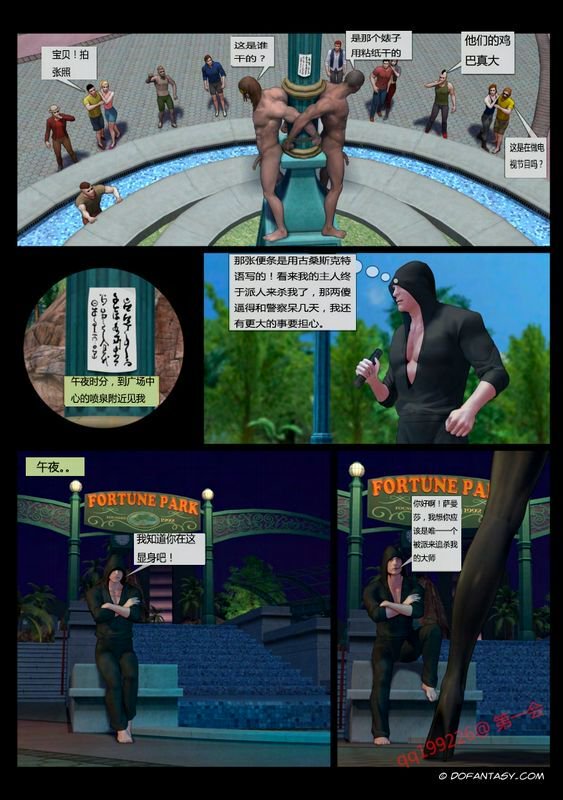 宝贝！拍
张照
这是谁
干的？
是那个婊子
用粘纸干的
他们的鸡
巴真大
这是在做电
视节目吗？
午夜时分，到广场中
心的喷泉附近见我
那张便条是用古桑斯克特
语写的！看来我的主人终
于派人来杀我了，那两傻
逼得和警察呆几天，我还
有更大的事要担心。
午夜。。
FORTUNE PARK
1992
我知道你在这
显身吧！
FORTUNE PARK
1992
你好啊！萨曼
莎，我想你应
该是唯一一个
被派来追杀我
的大师
qq199226@ 第一会
© DOFANTASY.COM